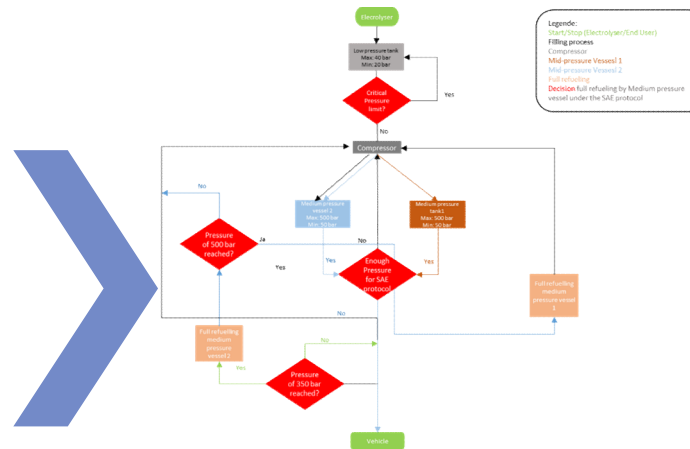 Electrolyser
Low pressure tank
Max: 40 bar
Min: 20 bar
Critical
Pressure
limit?
Yes
No
Compressor
Legende:
Start/Stop (Electrolyser/End User)
Filling process
Compressor
Mid-pressure Vessesl 1
Mid-pressure Vessels 2
Full refueling
Decision full refueling by Medium pressure
vessel under the SAE protocol
No
Medium pressure
vessel 2
Max: 500 bar
Min: 50 bar
Medium pressure
tank1
Max: 500 bar
Min: 50 bar
Pressure
of 500 bar
reached?
Ja
No
Yes
Yes
Enough
Pressure
for SAE
protocol
Yes
Full refuelling
medium
pressure vessel
1
No
Full refuelling
medium
pressure
vessel 2
No
Yes
Pressure
of 350 bar
reached?
Vehicle